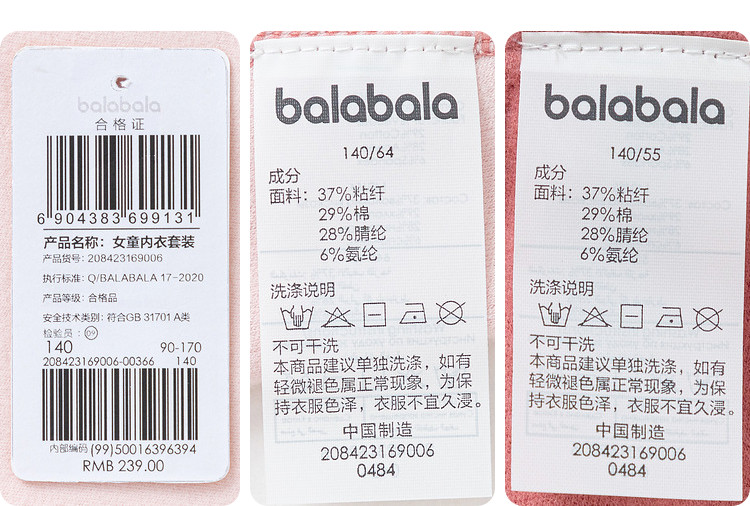 balabala
合格证
6 904383 699131
产品名称: 女童内衣套装
产品货号: 208423169006
执行标准: Q/BALABALA 17-2020
产品等级: 合格品
安全技术类别: 符合GB 31701 A类
检验员: 09
140 90-170
208423169006-00366 140
内部编码 (99)50016396394
RMB 239.00
balabala
140/64
成分
面料: 37%粘纤
29%棉
28%腈纶
6%氨纶
洗涤说明
不可干洗
本商品建议单独洗涤，如有
轻微褪色属正常现象，为保
持衣服色泽，衣服不宜久浸。
中国制造
208423169006
0484
balabala
140/55
成分
面料: 37%粘纤
29%棉
28%腈纶
6%氨纶
洗涤说明
不可干洗
本商品建议单独洗涤，如有
轻微褪色属正常现象，为保
持衣服色泽，衣服不宜久浸。
中国制造
208423169006
0484